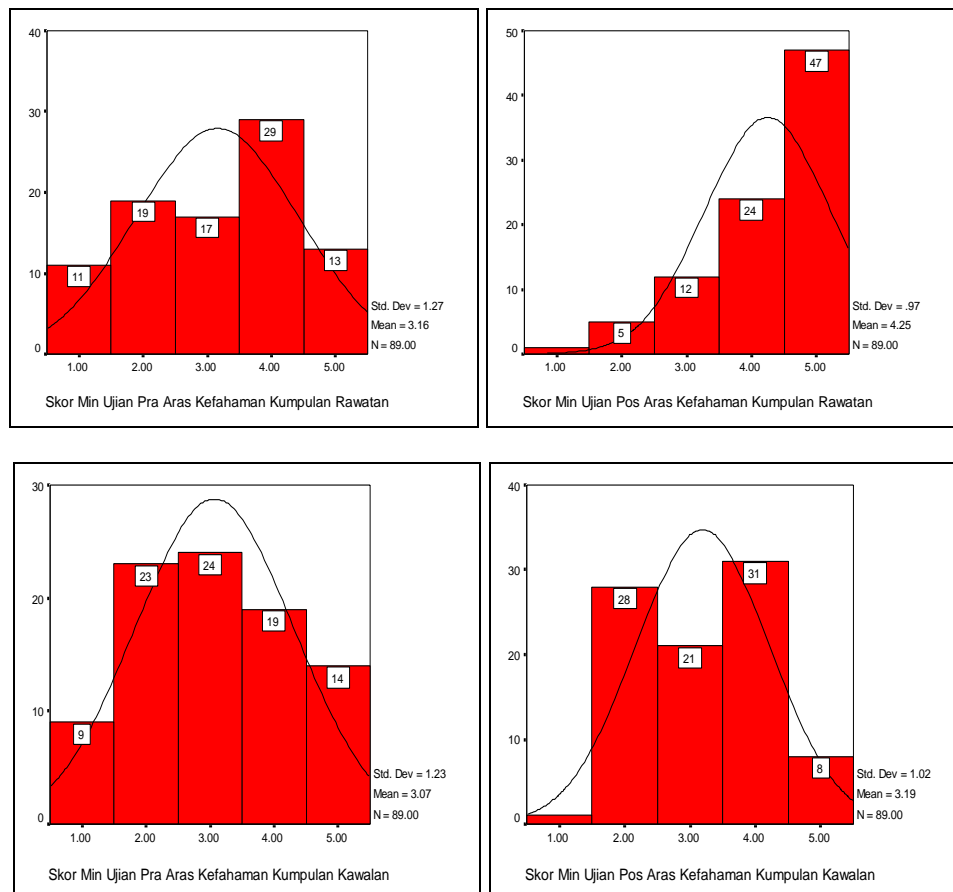 40
30
20
10
0
11
19
17
29
13
1.00 2.00 3.00 4.00 5.00
Std. Dev = 1.27
Mean = 3.16
N = 89.00
Skor Min Ujian Pra Aras Kefahaman Kumpulan Rawatan
50
40
30
20
10
0
5
12
24
47
1.00 2.00 3.00 4.00 5.00
Std. Dev = .97
Mean = 4.25
N = 89.00
Skor Min Ujian Pos Aras Kefahaman Kumpulan Rawatan
30
20
10
0
9
23
24
19
14
1.00 2.00 3.00 4.00 5.00
Std. Dev = 1.23
Mean = 3.07
N = 89.00
Skor Min Ujian Pra Aras Kefahaman Kumpulan Kawalan
40
30
20
10
0
28
21
31
8
1.00 2.00 3.00 4.00 5.00
Std. Dev = 1.02
Mean = 3.19
N = 89.00
Skor Min Ujian Pos Aras Kefahaman Kumpulan Kawalan